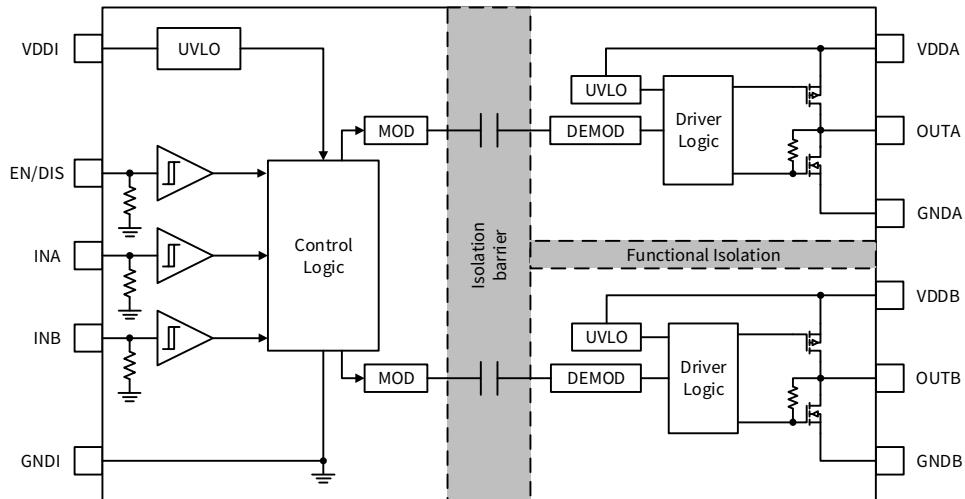 VDDI
UVLO
EN/DIS
INA
INB
GNDI
Control
Logic
MOD
MOD
Isolation
barrier
Functional Isolation
UVLO
DEMOD
Driver
Logic
VDDA
OUTA
GNDA
UVLO
DEMOD
Driver
Logic
VDDB
OUTB
GNDB